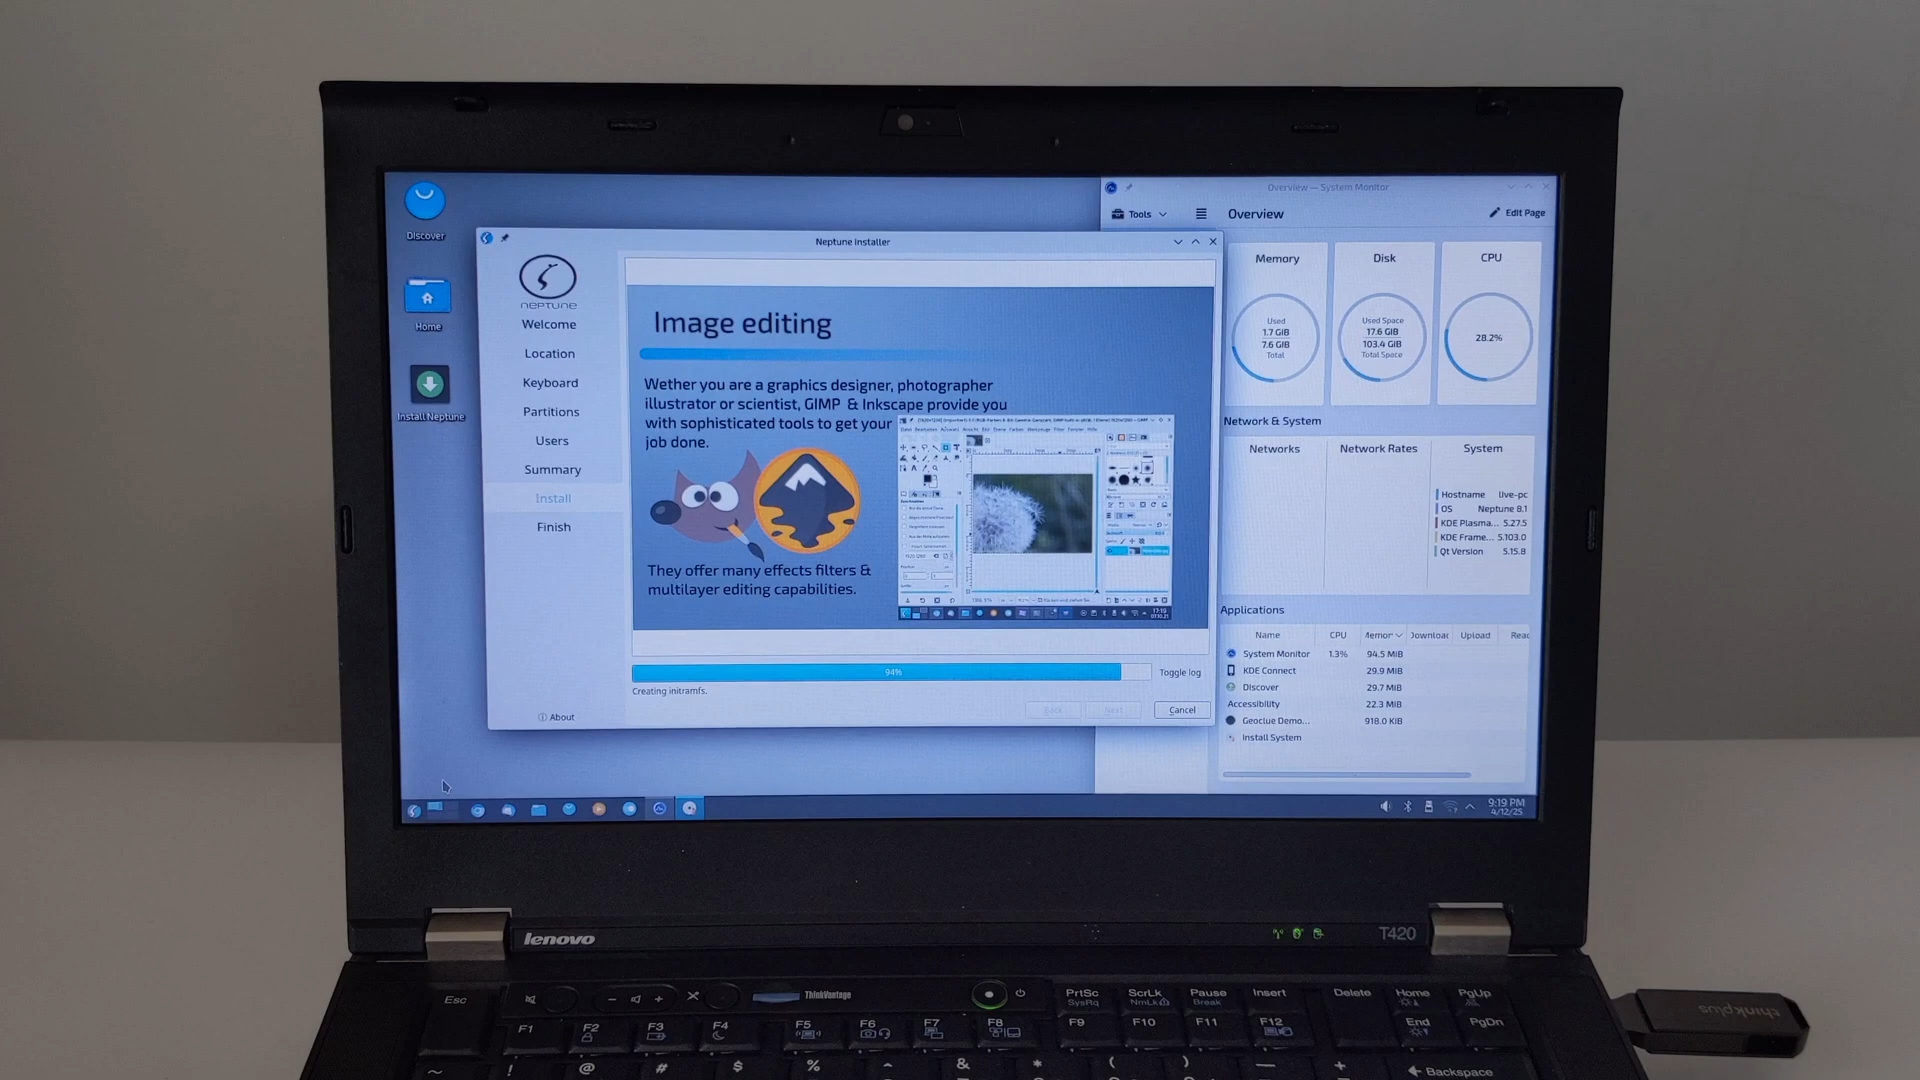 Discover
Home
Install Neptune
Neptune Installer
NEPTUNE
Welcome
Location
Keyboard
Partitions
Users
Summary
Install
Finish
About
Image editing
Wether you are a graphics designer, photographer
illustrator or scientist, GIMP & Inkscape provide you
with sophisticated tools to get your
job done.
They offer many effects filters &
multilayer editing capabilities.
94%
Toggle log
Creating initramfs.
Back
Next
Cancel
Overview — System Monitor
Tools
Overview
Edit Page
Memory
Disk
CPU
Used
1.7 GiB
7.6 GiB
Total
Used Space
17.6 GiB
103.4 GiB
Total Space
28.2%
Network & System
Networks
Network Rates
System
Hostname live-pc
OS Neptune 8.1
KDE Plasma... 5.27.5
KDE Frame... 5.103.0
Qt Version 5.15.8
Applications
Name CPU Memor Downloac Upload Reac
System Monitor 1.3% 94.5 MiB
KDE Connect 29.9 MiB
Discover 29.7 MiB
Accessibility 22.3 MiB
Geoclue Demo... 918.0 KiB
Install System
9:19 PM
4/12/25
lenovo
T420
Esc
ThinkVantage
PrtSc
SysRq
ScrLk
NmLk
Pause
Break
Insert
Delete
Home
PgUp
F1
F2
F3
F4
F5
F6
F7
F8
F9
F10
F11
F12
End
PgDn
~ ! @ # $ % ^ & * ( ) — +
Backspace
thinkplus